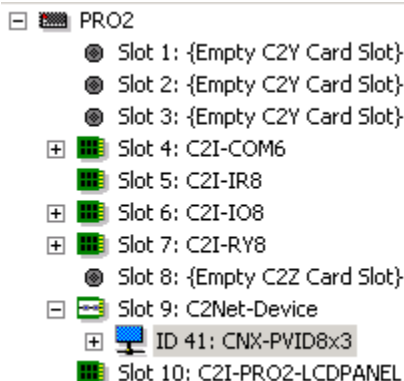 PRO2
Slot 1: {Empty C2Y Card Slot}
Slot 2: {Empty C2Y Card Slot}
Slot 3: {Empty C2Y Card Slot}
Slot 4: C2I-COM6
Slot 5: C2I-IR8
Slot 6: C2I-IO8
Slot 7: C2I-RY8
Slot 8: {Empty C2Z Card Slot}
Slot 9: C2Net-Device
ID 41: CNX-PVID8x3
Slot 10: C2I-PRO2-LCDPANEL